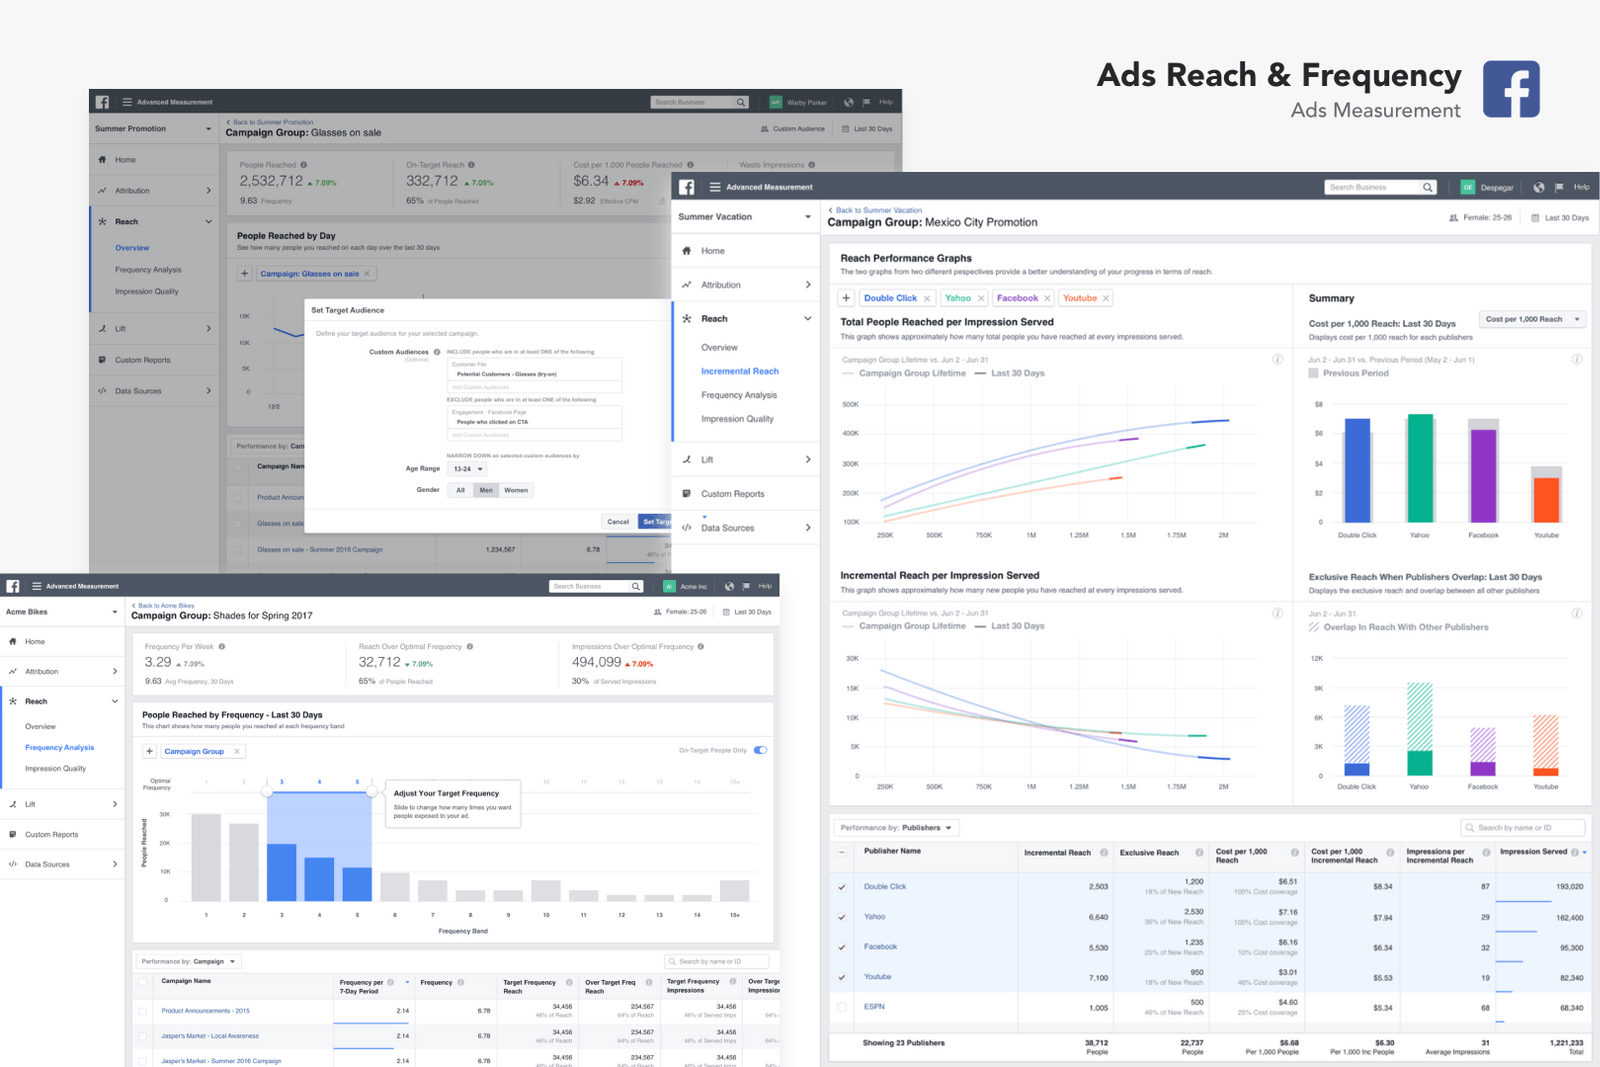 Ads Reach & Frequency
Ads Measurement
Advanced Measurement
Search Business
WP
Warby Parker
Help
Summer Promotion
Back to Summer Promotion
Campaign Group: Glasses on sale
Custom Audience
Last 30 Days
Home
Attribution
Reach
Overview
Frequency Analysis
Impression Quality
Lift
Custom Reports
Data Sources
People Reached
2,532,712 7.09%
9.63 Frequency
On-Target Reach
332,712 7.09%
65% of People Reached
Cost per 1,000 People Reached
$6.34 7.09%
$2.92 Effective CPM
Waste Impressions
People Reached by Day
See how many people you reached on each day over the last 30 days
Campaign: Glasses on sale
15K
10K
5K
0
12/2
Performance by: Cam
Campaign Nam
Product Announ
Glasses on sale
Glasses on sale - Summer 2016 Campaign
1,234,567
6.78
Set Target Audience
Define your target audience for your selected campaign.
Custom Audiences
(Optional)
INCLUDE people who are in at least ONE of the following
Customer File
Potential Customers - Glasses (try-on)
Add Custom Audiences
EXCLUDE people who are in at least ONE of the following
Engagement - Facebook Page
People who clicked on CTA
Add Custom Audiences
NARROW DOWN on selected custom audiences by
Age Range
13-24
Gender
All
Men
Women
Cancel
Set Targ
Advanced Measurement
Search Business
DE
Despegar
Help
Summer Vacation
Back to Summer Vacation
Campaign Group: Mexico City Promotion
Female: 25-26
Last 30 Days
Home
Attribution
Reach
Overview
Incremental Reach
Frequency Analysis
Impression Quality
Lift
Custom Reports
Data Sources
Reach Performance Graphs
The two graphs from two different pespectives provide a better understanding of your progress in terms of reach.
Double Click
Yahoo
Facebook
Youtube
Total People Reached per Impression Served
This graph shows approximately how many total people you have reached at every impressions served.
Campaign Group Lifetime vs. Jun 2 - Jun 31
Campaign Group Lifetime
Last 30 Days
500K
400K
300K
200K
100K
250K 500K 750K 1M 1.25M 1.5M 1.75M 2M
Incremental Reach per Impression Served
This graph shows approximately how many new people you have reached at every impressions served.
Campaign Group Lifetime vs. Jun 2 - Jun 31
Campaign Group Lifetime
Last 30 Days
30K
15K
10K
5K
0
250K 500K 750K 1M 1.25M 1.5M 1.75M 2M
Summary
Cost per 1,000 Reach: Last 30 Days
Displays cost per 1,000 reach for each publishers
Cost per 1,000 Reach
Jun 2 - Jun 31 vs. Previous Period (May 2 - Jun 1)
Previous Period
$8
$6
$4
$2
0
Double Click Yahoo Facebook Youtube
Exclusive Reach When Publishers Overlap: Last 30 Days
Displays the exclusive reach and overlap between all other publishers
Jun 2 - Jun 31
Overlap In Reach With Other Publishers
12K
9K
6K
3K
0
Double Click Yahoo Facebook Youtube
Performance by: Publishers
Search by name or ID
Publisher Name
Incremental Reach
Exclusive Reach
Cost per 1,000 Reach
Cost per 1,000 Incremental Reach
Impressions per Incremental Reach
Impression Served
Double Click 2,503 1,200 $6.51 $8.34 87 193,020
18% of New Reach 100% Cost coverage
Yahoo 6,640 2,530 $7.16 $7.94 29 162,400
36% of New Reach 100% Cost coverage
Facebook 5,530 1,235 $6.16 $6.34 32 95,300
25% of New Reach 10% Cost coverage
Youtube 7,100 950 $3.01 $5.53 19 82,340
18% of New Reach 46% Cost coverage
ESPN 1,005 500 $4.60 $5.34 68 68,340
46% of New Reach 25% Cost coverage
Showing 23 Publishers 38,712 22,737 $6.68 $6.30 31 1,221,233
People People Per 1,000 People Per 1,000 Inc People Average Impressions Total
Advanced Measurement
Search Business
AI
Acme Inc
Help
Acme Bikes
Back to Acme Bikes
Campaign Group: Shades for Spring 2017
Female: 25-26
Last 30 Days
Home
Attribution
Reach
Overview
Frequency Analysis
Impression Quality
Lift
Custom Reports
Data Sources
Frequency Per Week
3.29 7.09%
9.63 Avg Frequency, 30 Days
Reach Over Optimal Frequency
32,712 7.09%
65% of People Reached
Impressions Over Optimal Frequency
494,099 7.09%
30% of Served Impressions
People Reached by Frequency - Last 30 Days
This chart shows how many people you reached at each frequency band
Campaign Group
On-Target People Only
Optimal Frequency
1 2 3 4 5 10 11 12 13 14 15+
Adjust Your Target Frequency
Slide to change how many times you want
people exposed to your ad.
People Reached
30K
20K
10K
0
1 2 3 4 5 6 7 8 9 10 11 12 13 14 15+
Frequency Band
Performance by: Campaign
Search by name or ID
Campaign Name
Frequency per 7-Day Period
Frequency
Target Frequency Reach
Over Target Freq Reach
Target Frequency Impressions
Over Targe Impression
Product Announcements - 2015 2.14 6.78 34,456 234,567 34,456
46% of Reach 64% of Reach 46% of Served Imps 64%
Jasper's Market - Local Awareness 2.14 6.78 34,456 234,567 34,456
46% of Reach 64% of Reach 46% of Served Imps 64%
Jasper's Market - Summer 2016 Campaign 2.14 6.78 34,456 234,567 34,456